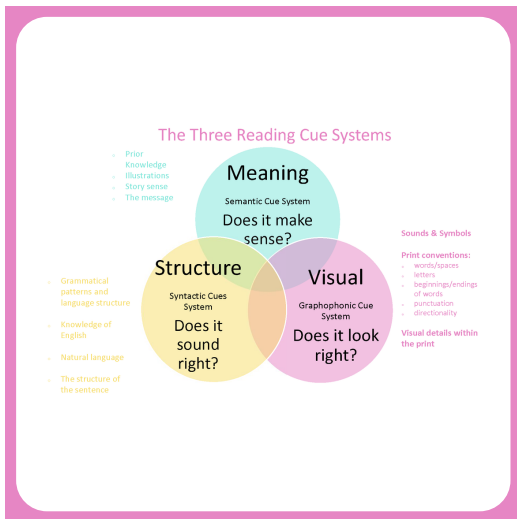 The Three Reading Cue Systems
Prior
Knowledge
Illustrations
Story sense
The message
Meaning
Semantic Cue System
Does it make
sense?
Structure
Syntactic Cues
System
Does it
sound
right?
Visual
Graphophonic Cue
System
Does it look
right?
Grammatical
patterns and
language structure
Knowledge of
English
Natural language
The structure of
the sentence
Sounds & Symbols
Print conventions:
words/spaces
letters
beginnings/endings
of words
punctuation
directionality
Visual details within
the print